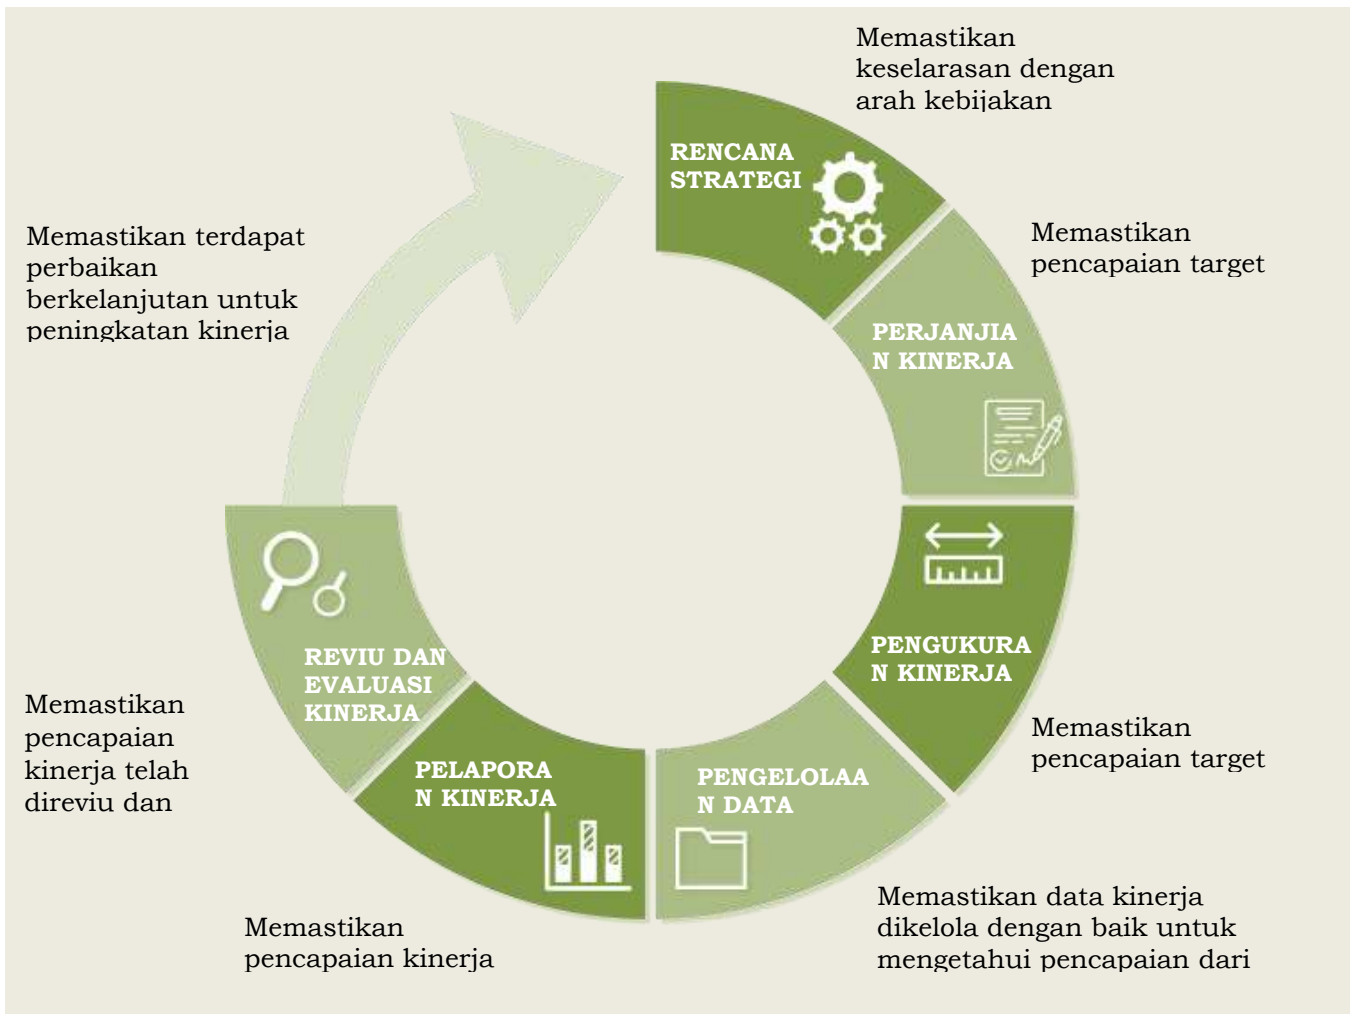 Memastikan
keselarasan dengan
arah kebijakan
RENCANA
STRATEGI
Memastikan
pencapaian target
PERJANJIA
N KINERJA
PENGUKURA
N KINERJA
Memastikan
pencapaian target
PENGELOLAA
N DATA
Memastikan data kinerja
dikelola dengan baik untuk
mengetahui pencapaian dari
PELAPORA
N KINERJA
Memastikan
pencapaian kinerja
REVIU DAN
EVALUASI
KINERJA
Memastikan
pencapaian
kinerja telah
direviu dan
Memastikan terdapat
perbaikan
berkelanjutan untuk
peningkatan kinerja